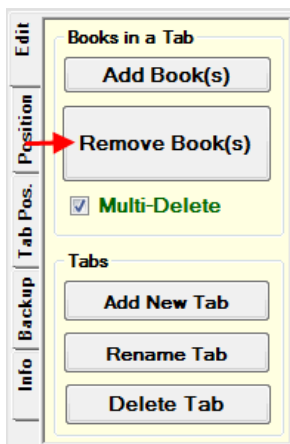 Edit
Position
Tab Pos.
Backup
Info
Books in a Tab
Add Book(s)
Remove Book(s)
Multi-Delete
Tabs
Add New Tab
Rename Tab
Delete Tab